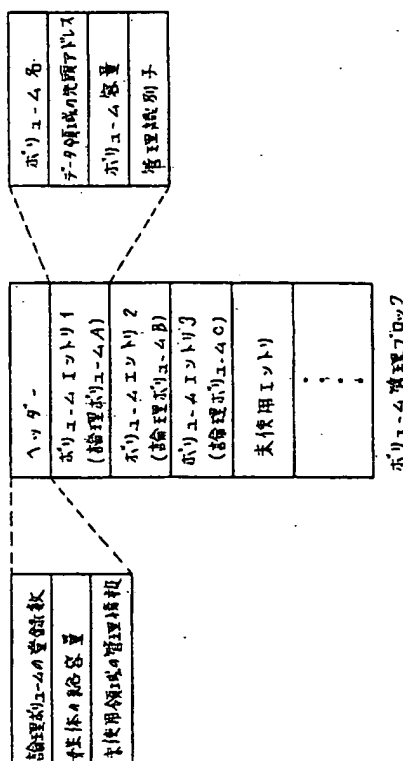 論理ボリュームの登録数
媒体の総容量
未使用領域の管理情報
ヘッダー
ボリュームエントリ1
(論理ボリュームA)
ボリュームエントリ2
(論理ボリュームB)
ボリュームエントリ3
(論理ボリュームC)
未使用エントリ
ボリューム管理ブロック
ボリューム名
データ領域の先頭アドレス
ボリューム容量
管理識別子